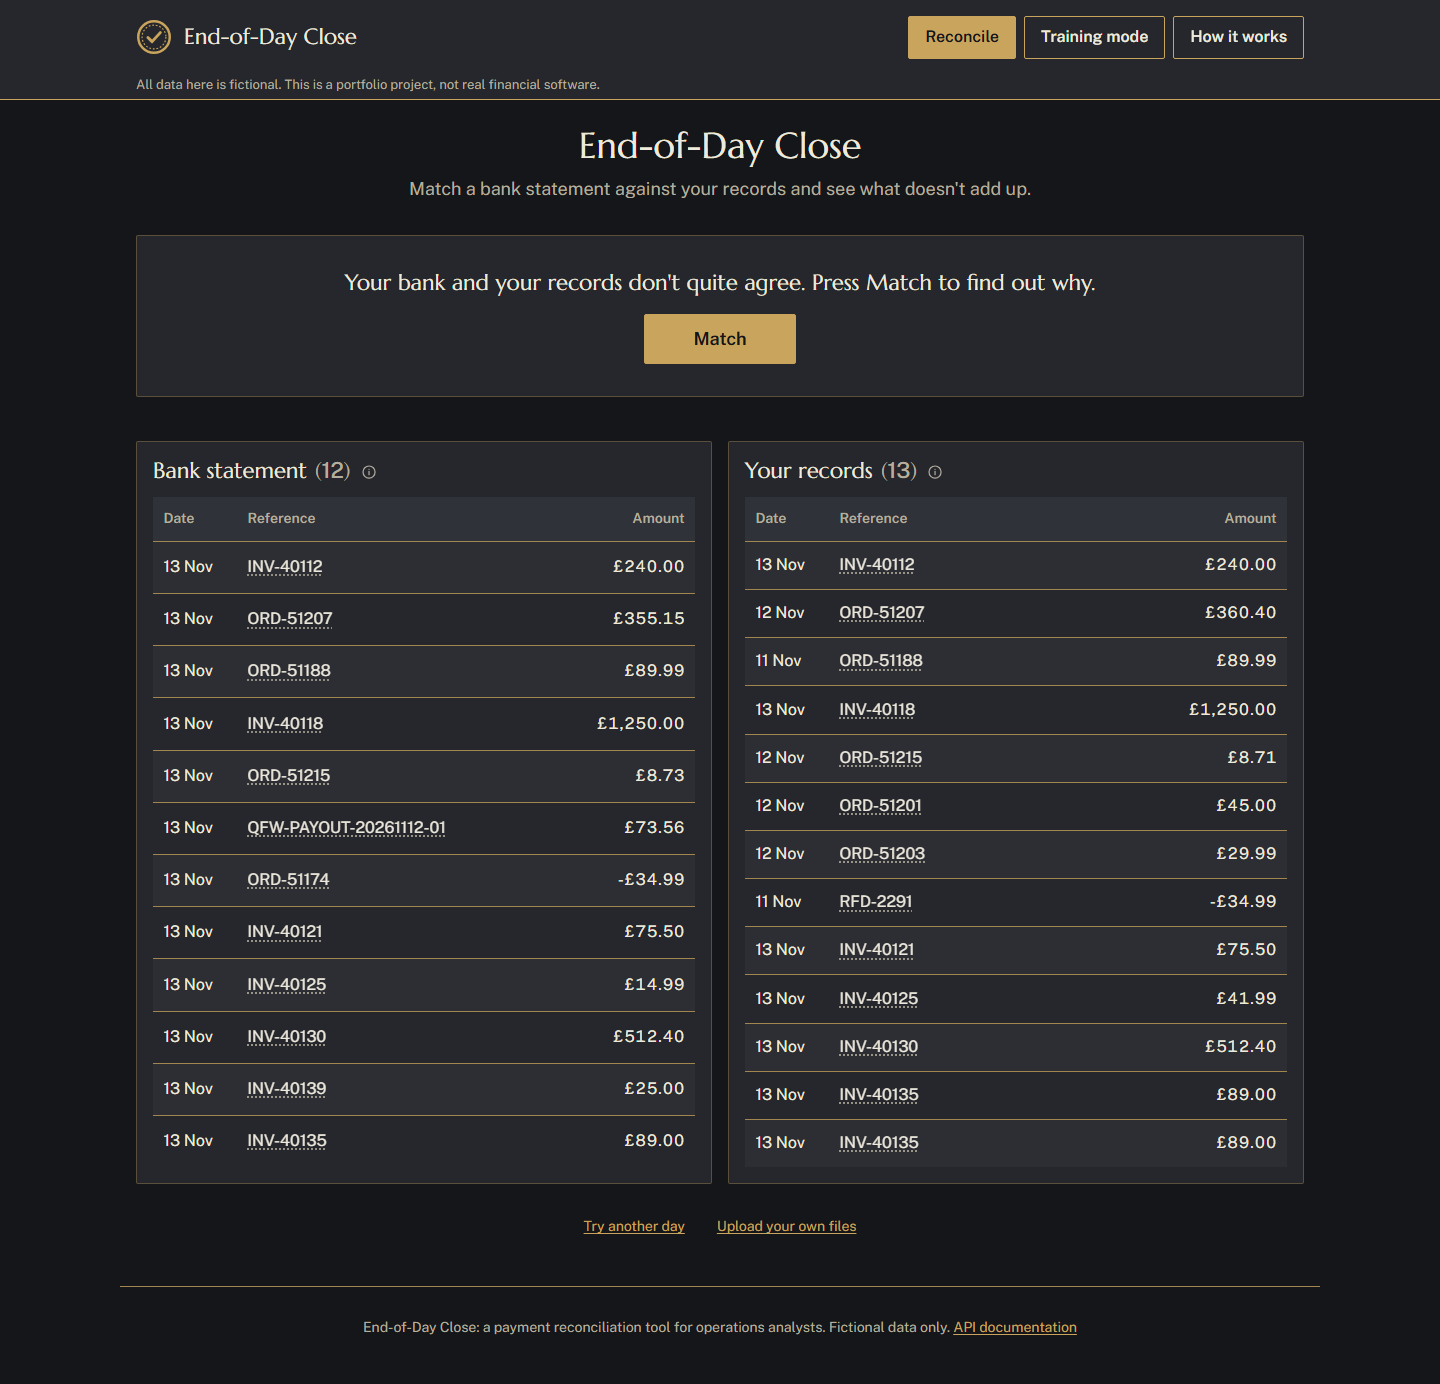 End-of-Day Close
Reconcile
Training mode
How it works
All data here is fictional. This is a portfolio project, not real financial software.
End-of-Day Close
Match a bank statement against your records and see what doesn't add up.
Your bank and your records don't quite agree. Press Match to find out why.
Match
Bank statement (12)
Date Reference Amount
13 Nov INV-40112 £240.00
13 Nov ORD-51207 £355.15
13 Nov ORD-51188 £89.99
13 Nov INV-40118 £1,250.00
13 Nov ORD-51215 £8.73
13 Nov QFW-PAYOUT-20261112-01 £73.56
13 Nov ORD-51174 -£34.99
13 Nov INV-40121 £75.50
13 Nov INV-40125 £14.99
13 Nov INV-40130 £512.40
13 Nov INV-40139 £25.00
13 Nov INV-40135 £89.00
Your records (13)
Date Reference Amount
13 Nov INV-40112 £240.00
12 Nov ORD-51207 £360.40
11 Nov ORD-51188 £89.99
13 Nov INV-40118 £1,250.00
12 Nov ORD-51215 £8.71
12 Nov ORD-51201 £45.00
12 Nov ORD-51203 £29.99
11 Nov RFD-2291 -£34.99
13 Nov INV-40121 £75.50
13 Nov INV-40125 £41.99
13 Nov INV-40130 £512.40
13 Nov INV-40135 £89.00
13 Nov INV-40135 £89.00
Try another day
Upload your own files
End-of-Day Close: a payment reconciliation tool for operations analysts. Fictional data only. API documentation